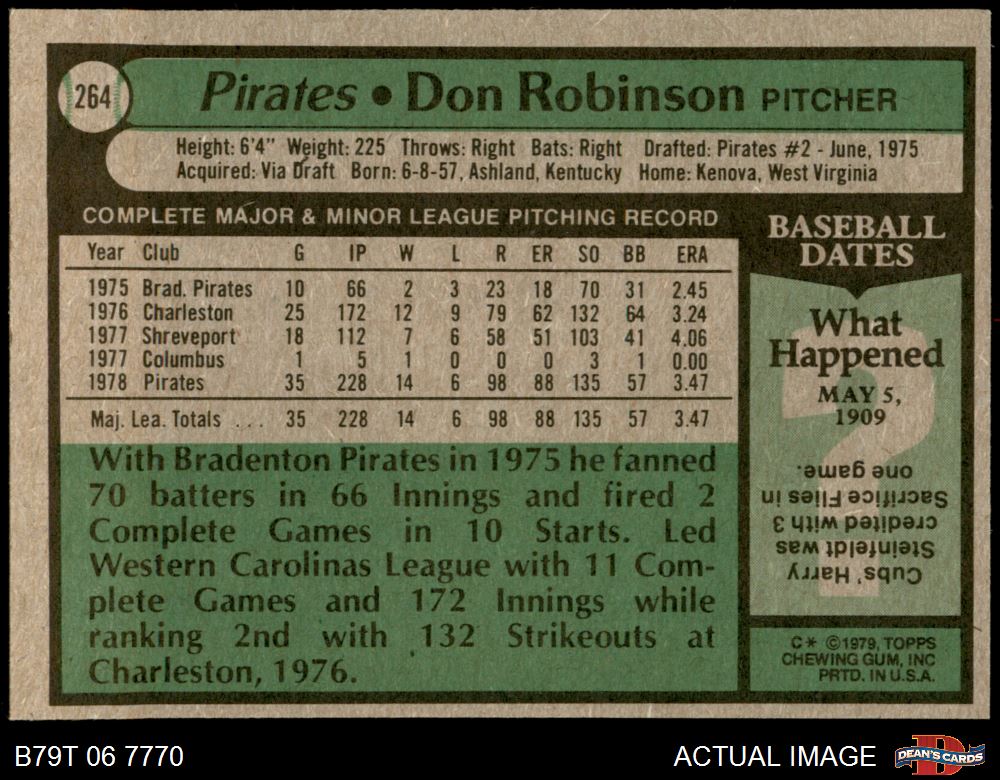 264
Pirates • Don Robinson PITCHER
Height: 6'4" Weight: 225 Throws: Right Bats: Right Drafted: Pirates #2 - June, 1975
Acquired: Via Draft Born: 6-8-57, Ashland, Kentucky Home: Kenova, West Virginia
COMPLETE MAJOR & MINOR LEAGUE PITCHING RECORD
Year Club G IP W L R ER SO BB ERA
1975 Brad. Pirates 10 66 2 3 23 18 70 31 2.45
1976 Charleston 25 172 12 9 79 62 132 64 3.24
1977 Shreveport 18 112 7 6 58 51 103 41 4.06
1977 Columbus 1 5 1 0 0 0 3 1 0.00
1978 Pirates 35 228 14 6 98 88 135 57 3.47
Maj. Lea. Totals ... 35 228 14 6 98 88 135 57 3.47
With Bradenton Pirates in 1975 he fanned
70 batters in 66 Innings and fired 2
Complete Games in 10 Starts. Led
Western Carolinas League with 11 Com-
plete Games and 172 Innings while
ranking 2nd with 132 Strikeouts at
Charleston, 1976.
BASEBALL
DATES
What
Happened
MAY 5,
1909
?
Cubs' Harry
Steinfeldt was
credited with 3
Sacrifice Flies in
one game.
C* ©1979, TOPPS
CHEWING GUM, INC
PRTD. IN U.S.A.
B79T 06 7770
ACTUAL IMAGE
D
DEAN'S CARDS